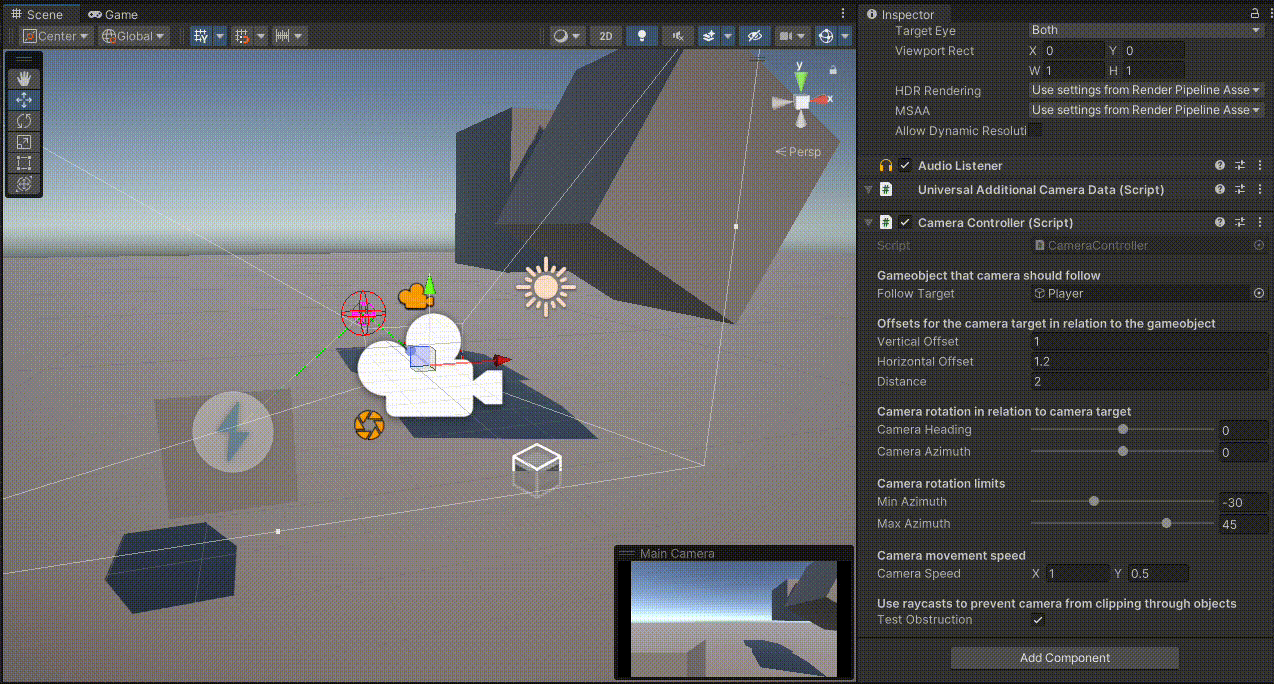 Scene Game
Center Global 2D
y
x
Persp
Main Camera
Inspector
Target Eye Both
Viewport Rect X 0 Y 0
W 1 H 1
HDR Rendering Use settings from Render Pipeline Asse
MSAA Use settings from Render Pipeline Asse
Allow Dynamic Resoluti
Audio Listener
Universal Additional Camera Data (Script)
Camera Controller (Script)
Script CameraController
Gameobject that camera should follow
Follow Target Player
Offsets for the camera target in relation to the gameobject
Vertical Offset 1
Horizontal Offset 1.2
Distance 2
Camera rotation in relation to camera target
Camera Heading 0
Camera Azimuth 0
Camera rotation limits
Min Azimuth -30
Max Azimuth 45
Camera movement speed
Camera Speed X 1 Y 0.5
Use raycasts to prevent camera from clipping through objects
Test Obstruction
Add Component